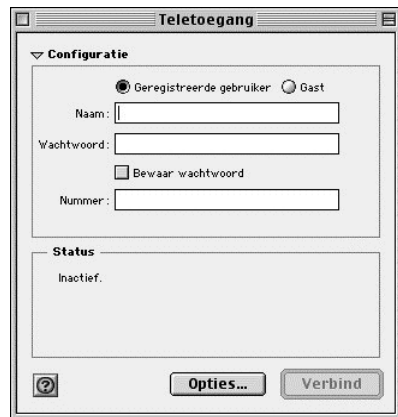 Teletoegang
Configuratie
Geregistreerde gebruiker Gast
Naam:
Wachtwoord:
Bewaar wachtwoord
Nummer:
Status
Inactief.
? Opties... Verbind